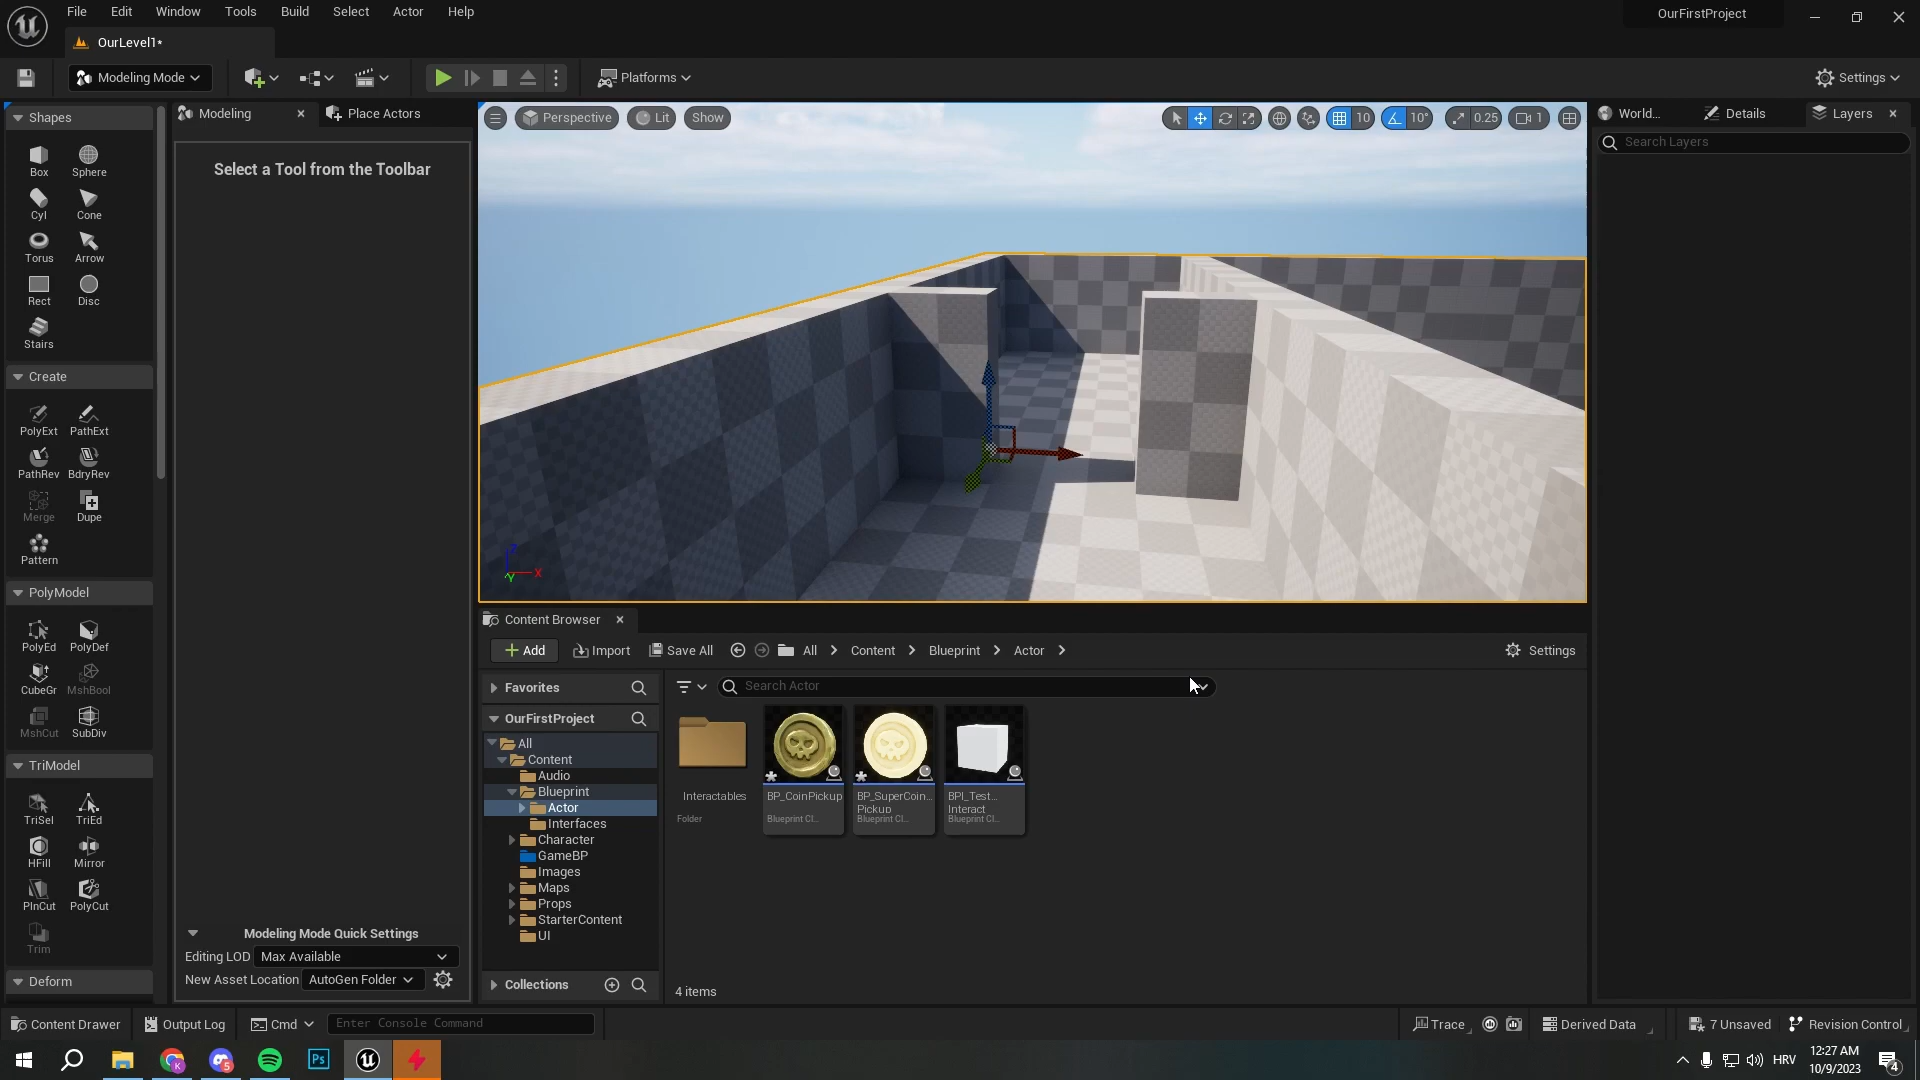 File Edit Window Tools Build Select Actor Help
OurFirstProject
OurLevel1*
Modeling Mode
Platforms
Settings
Shapes
Box Sphere
Cyl Cone
Torus Arrow
Rect Disc
Stairs
Create
PolyExt PathExt
PathRev BdryRev
Merge Dupe
Pattern
PolyModel
PolyEd PolyDef
CubeGr MshBool
MshCut SubDiv
TriModel
TriSel TriEd
HFill Mirror
PlnCut PolyCut
Trim
Deform
Modeling
Place Actors
Select a Tool from the Toolbar
Modeling Mode Quick Settings
Editing LOD Max Available
New Asset Location AutoGen Folder
Perspective Lit Show
10 10° 0.25 1
Z
X
Y
World... Details Layers
Search Layers
Content Browser
Add Import Save All All Content Blueprint Actor Settings
Favorites
OurFirstProject
All
Content
Audio
Blueprint
Actor
Interfaces
Character
GameBP
Images
Maps
Props
StarterContent
UI
Collections
Search Actor
Interactables
Folder
BP_CoinPickup
Blueprint Cl...
BP_SuperCoin...
Pickup
Blueprint Cl...
BPI_Test...
Interact
Blueprint Cl...
4 items
Content Drawer Output Log Cmd Enter Console Command Trace Derived Data 7 Unsaved Revision Control
K
5
Ps
HRV
12:27 AM
10/9/2023
4